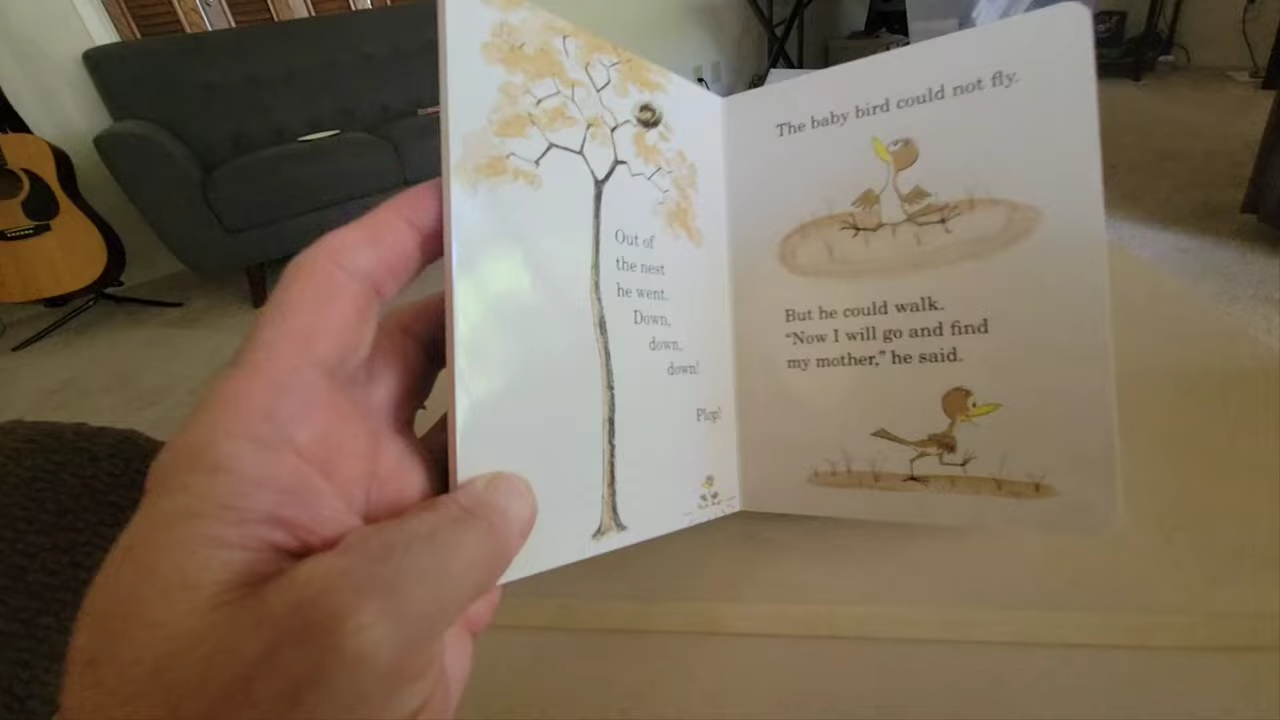 Out of
the nest
he went.
Down,
down,
down!
Plop!
The baby bird could not fly.
But he could walk.
“Now I will go and find
my mother,” he said.